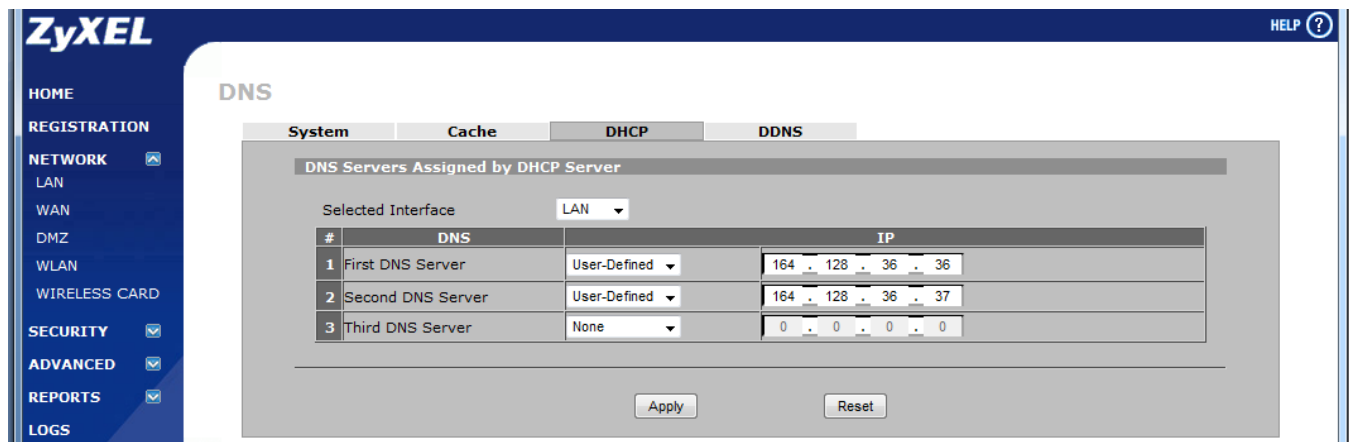 ZyXEL
HELP ?
HOME
REGISTRATION
NETWORK
LAN
WAN
DMZ
WLAN
WIRELESS CARD
SECURITY
ADVANCED
REPORTS
LOGS
DNS
System Cache DHCP DDNS
DNS Servers Assigned by DHCP Server
Selected Interface LAN
# DNS IP
1 First DNS Server User-Defined 164 . 128 . 36 . 36
2 Second DNS Server User-Defined 164 . 128 . 36 . 37
3 Third DNS Server None 0 . 0 . 0 . 0
Apply Reset